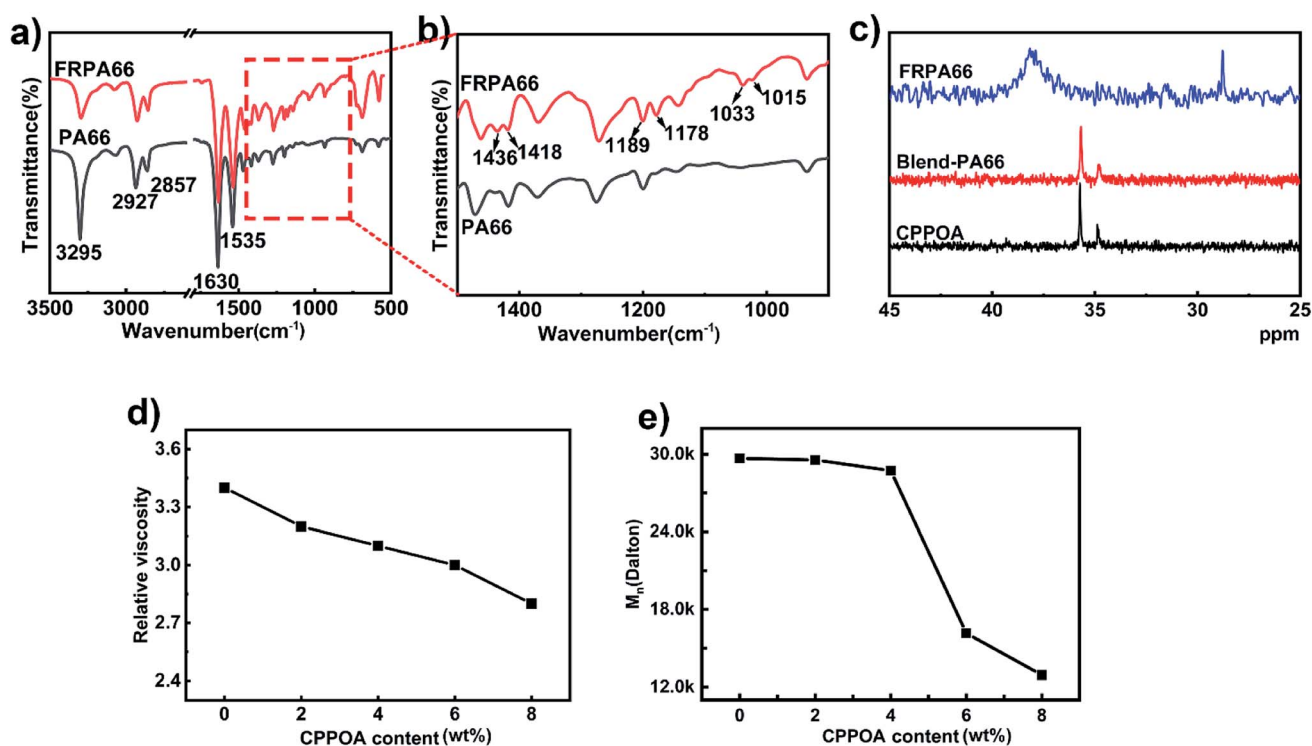 a)
FRPA66
PA66
2927
2857
3295
1535
1630
Transmittance(%)
3500 3000 1500 1000 500
Wavenumber(cm⁻¹)
b)
FRPA66
1033
1015
1189
1178
1436
1418
PA66
Transmittance(%)
1400 1200 1000
Wavenumber(cm⁻¹)
c)
FRPA66
Blend-PA66
CPPOA
45 40 35 30 25
ppm
d)
3.6
3.3
3.0
2.7
2.4
Relative viscosity
0 2 4 6 8
CPPOA content (wt%)
e)
30.0k
24.0k
18.0k
12.0k
Mₙ(Dalton)
0 2 4 6 8
CPPOA content (wt%)